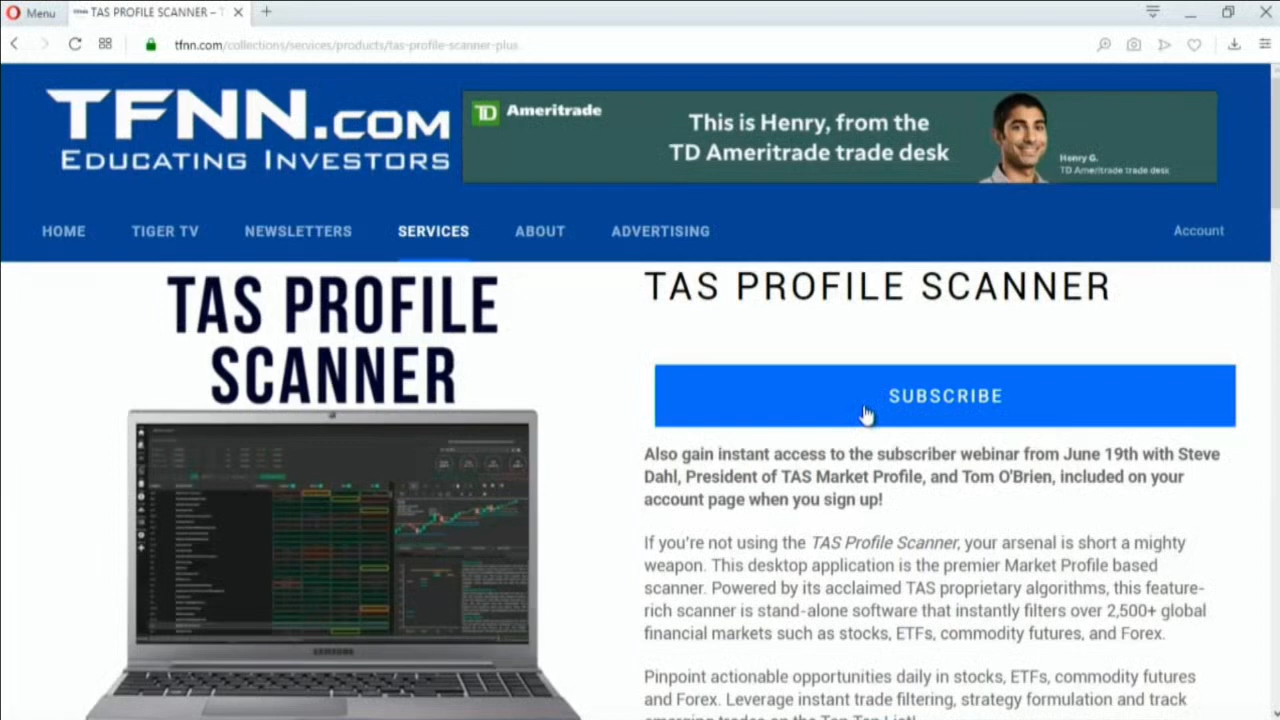 Menu
TAS PROFILE SCANNER – T
tfnn.com/collections/services/products/tas-profile-scanner-plus
TFNN.COM
EDUCATING INVESTORS
TD Ameritrade
This is Henry, from the
TD Ameritrade trade desk
Henry G.
TD Ameritrade trade desk
HOME
TIGER TV
NEWSLETTERS
SERVICES
ABOUT
ADVERTISING
Account
TAS PROFILE
SCANNER
SAMSUNG
TAS PROFILE SCANNER
SUBSCRIBE
Also gain instant access to the subscriber webinar from June 19th with Steve
Dahl, President of TAS Market Profile, and Tom O'Brien, included on your
account page when you sign up!
If you're not using the TAS Profile Scanner, your arsenal is short a mighty
weapon. This desktop application is the premier Market Profile based
scanner. Powered by its acclaimed TAS proprietary algorithms, this feature-
rich scanner is stand-alone software that instantly filters over 2,500+ global
financial markets such as stocks, ETFs, commodity futures, and Forex.
Pinpoint actionable opportunities daily in stocks, ETFs, commodity futures
and Forex. Leverage instant trade filtering, strategy formulation and track
emerging trades on the Top Ten List!